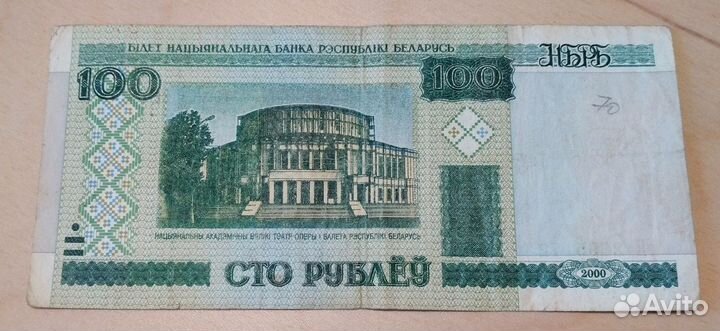 БІЛЕТ НАЦЫЯНАЛЬНАГА БАНКА РЭСПУБЛІКІ БЕЛАРУСЬ
НБРБ
100
100
70
НАЦЫЯНАЛЬНЫ АКАДЭМІЧНЫ ВЯЛІКІ ТЭАТР ОПЕРЫ І БАЛЕТА РЭСПУБЛІКІ БЕЛАРУСЬ
СТО РУБЛЁЎ
2000
Avito